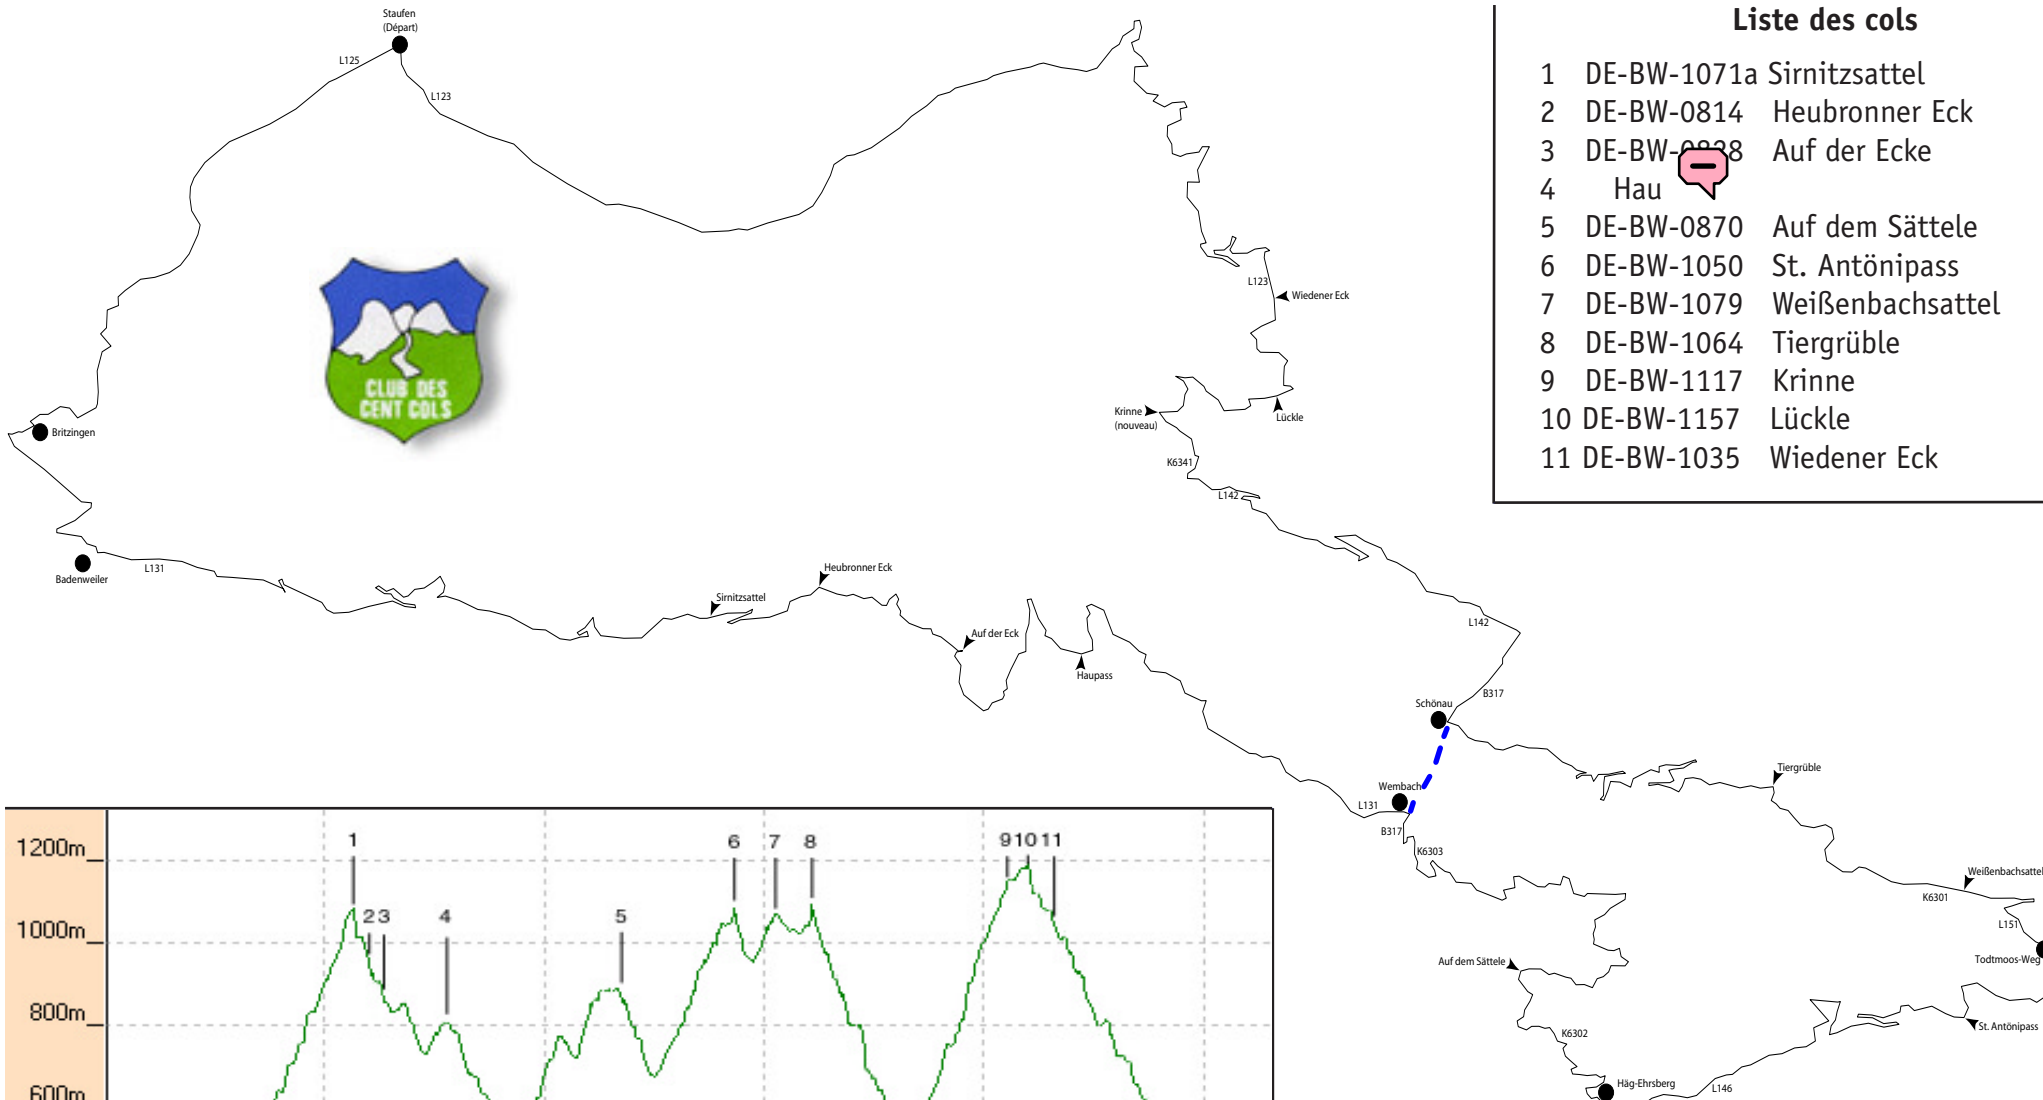 Staufen
(Départ)
L125
L123
Britzingen
Badenweiler
L131
CLUB DES
CENT COLS
Sirnitzsattel
Heubronner Eck
Auf der Eck
Haupass
L123
Wiedener Eck
Lückle
Krinne
(nouveau)
K6341
L142
L142
B317
Schönau
Wembach
L131
B317
K6303
Tiergrüble
Weißenbachsattel
K6301
L151
Todtmoos-Weg
Auf dem Sättele
St. Antönipass
K6302
Häg-Ehrsberg
L146
Liste des cols
1 DE-BW-1071a Sirnitzsattel
2 DE-BW-0814 Heubronner Eck
3 Auf der Ecke
4 Hau
5 DE-BW-0870 Auf dem Sättele
6 DE-BW-1050 St. Antönipass
7 DE-BW-1079 Weißenbachsattel
8 DE-BW-1064 Tiergrüble
9 DE-BW-1117 Krinne
10 DE-BW-1157 Lückle
11 DE-BW-1035 Wiedener Eck
1200m
1000m
800m
600m
1
2 3
4
5
6
7
8
9 10 11